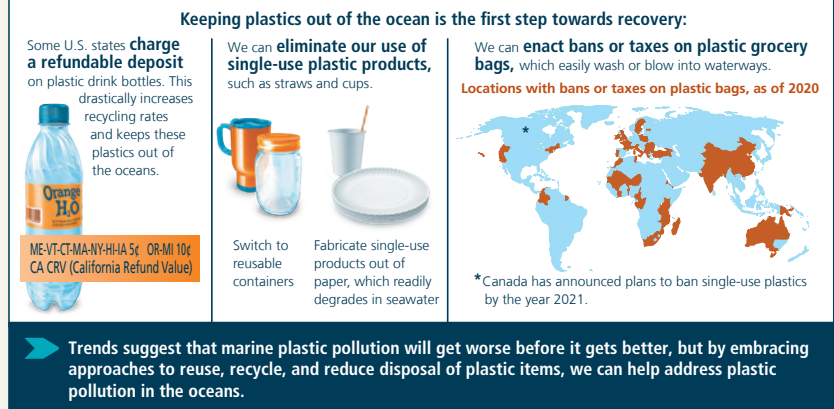 Keeping plastics out of the ocean is the first step towards recovery:
Some U.S. states charge
a refundable deposit
on plastic drink bottles. This
drastically increases
recycling rates
and keeps these
plastics out of
the oceans.
Orange
H₂O
ME-VT-CT-MA-NY-HI-IA 5¢ OR-MI 10¢
CA CRV (California Refund Value)
We can eliminate our use of
single-use plastic products,
such as straws and cups.
Switch to
reusable
containers
Fabricate single-use
products out of
paper, which readily
degrades in seawater
We can enact bans or taxes on plastic grocery
bags, which easily wash or blow into waterways.
Locations with bans or taxes on plastic bags, as of 2020
*
*Canada has announced plans to ban single-use plastics
by the year 2021.
Trends suggest that marine plastic pollution will get worse before it gets better, but by embracing
approaches to reuse, recycle, and reduce disposal of plastic items, we can help address plastic
pollution in the oceans.